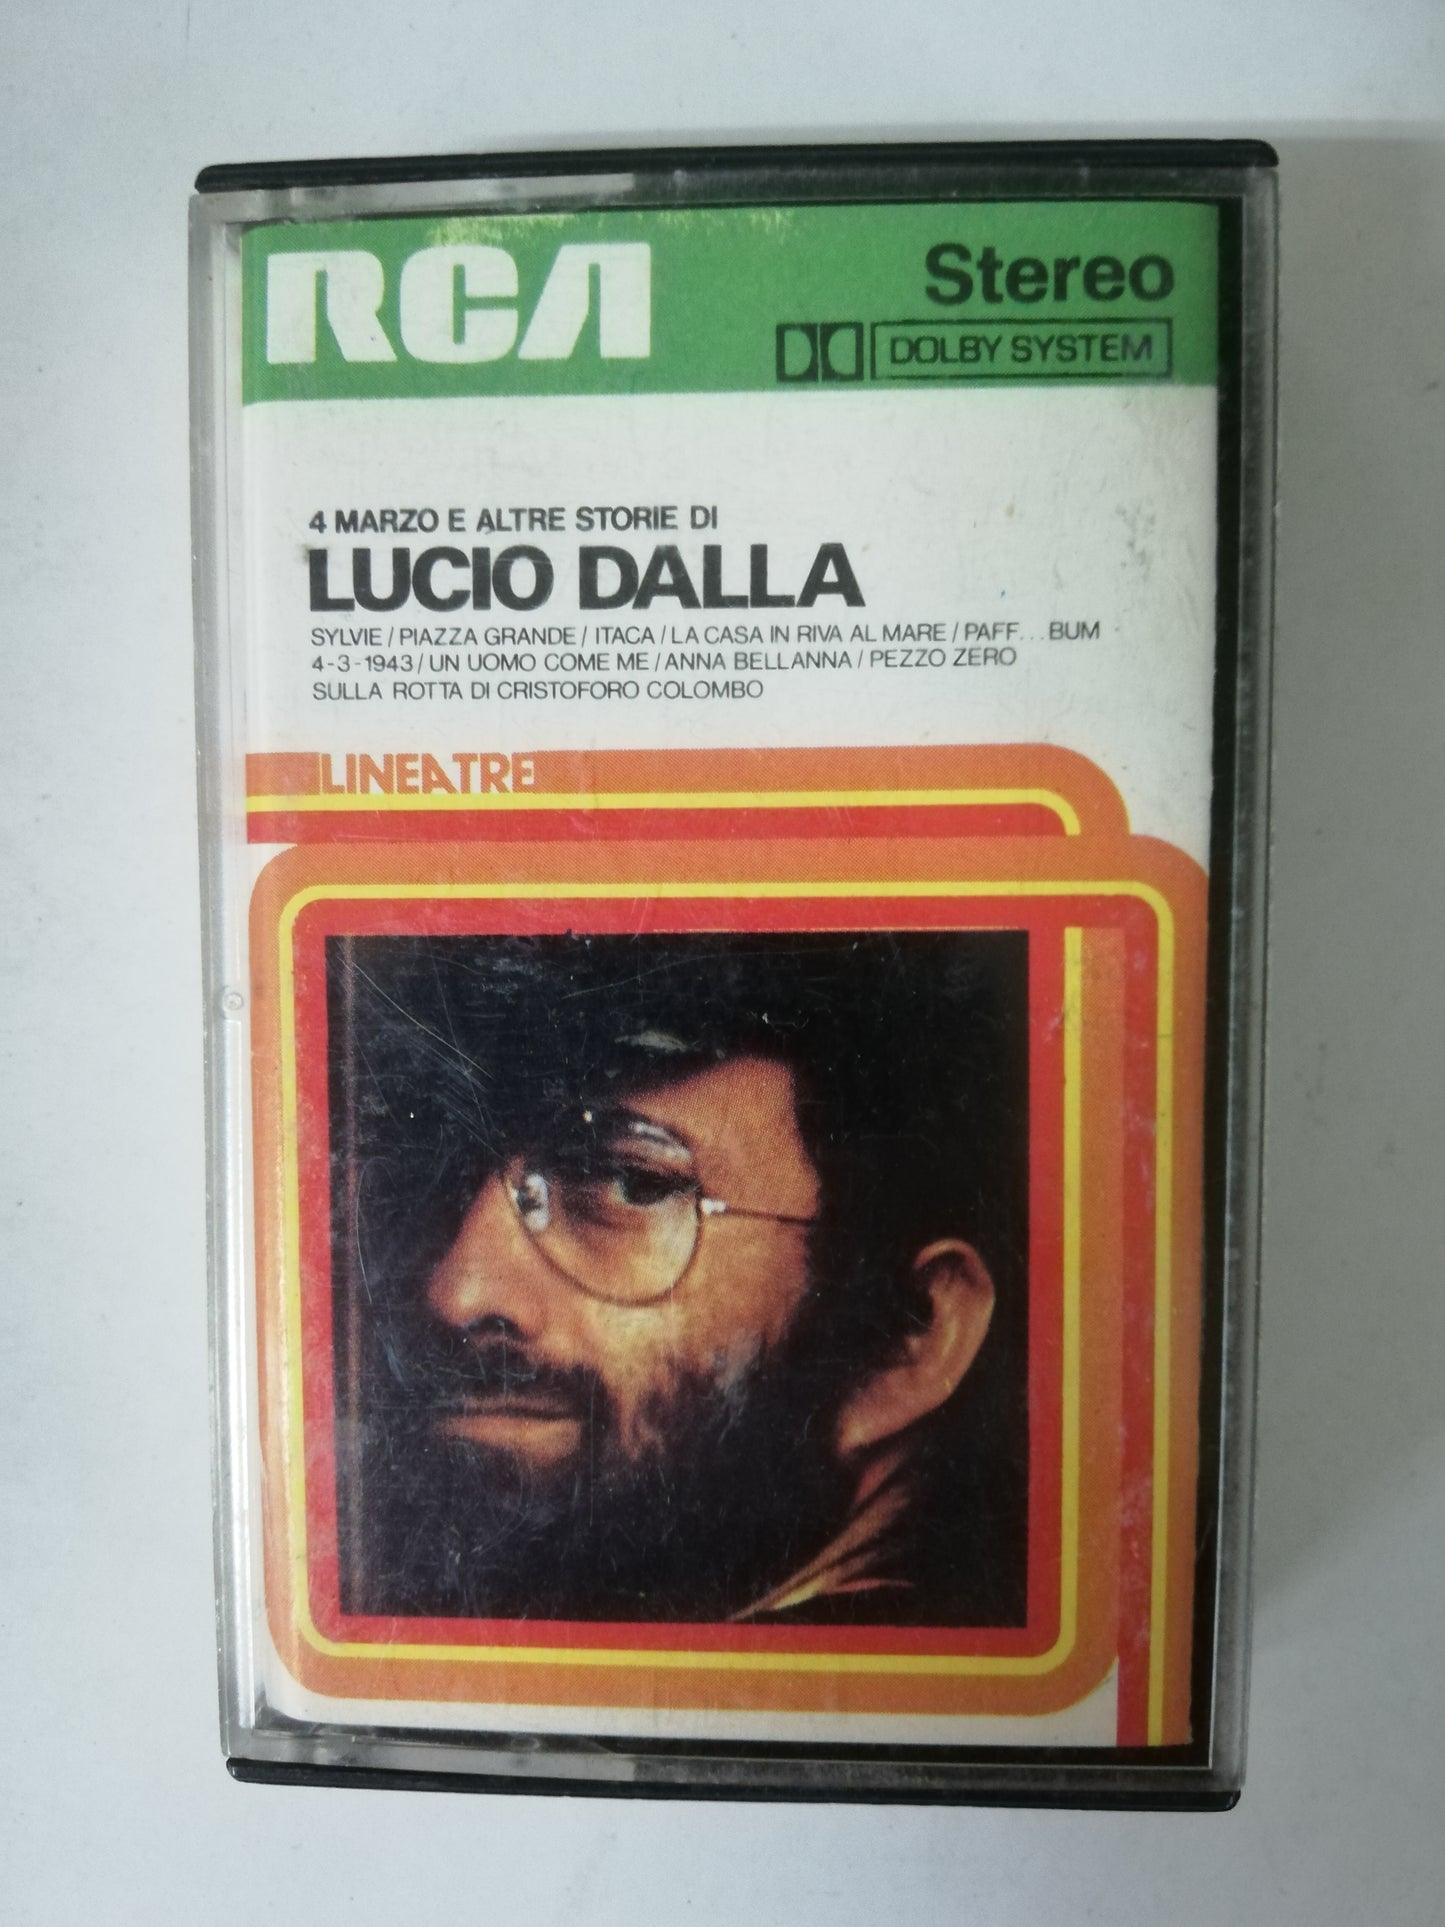 RCA
Stereo
DOLBY SYSTEM
4 MARZO E ALTRE STORIE DI
LUCIO DALLA
SYLVIE / PIAZZA GRANDE / ITACA / LA CASA IN RIVA AL MARE / PAFF...BUM
4-3-1943 / UN UOMO COME ME / ANNA BELLANNA / PEZZO ZERO
SULLA ROTTA DI CRISTOFORO COLOMBO
LINEATRE